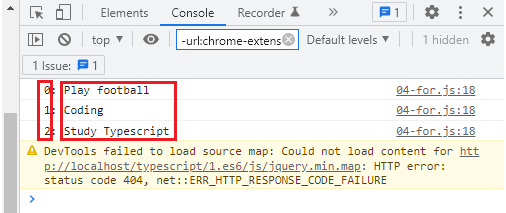 Elements Console Recorder 1
top -url:chrome-extens Default levels 1 hidden
1 Issue: 1
0: Play football 04-for.js:18
1: Coding 04-for.js:18
2: Study Typescript 04-for.js:18
DevTools failed to load source map: Could not load content for htt
p://localhost/typescript/1.es6/js/jquery.min.map: HTTP error:
status code 404, net::ERR_HTTP_RESPONSE_CODE_FAILURE